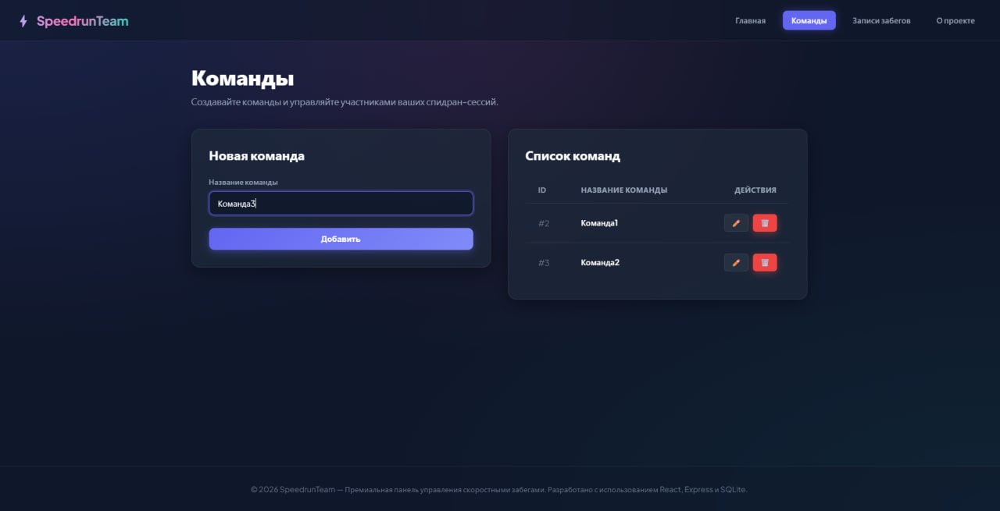 SpeedrunTeam
Главная Команды Записи забегов О проекте
Команды
Создавайте команды и управляйте участниками ваших спидран-сессий.
Новая команда
Название команды
Команда3
Добавить
Список команд
ID НАЗВАНИЕ КОМАНДЫ ДЕЙСТВИЯ
#2 Команда1
#3 Команда2
© 2026 SpeedrunTeam — Премиальная панель управления скоростными забегами. Разработано с использованием React, Express и SQLite.